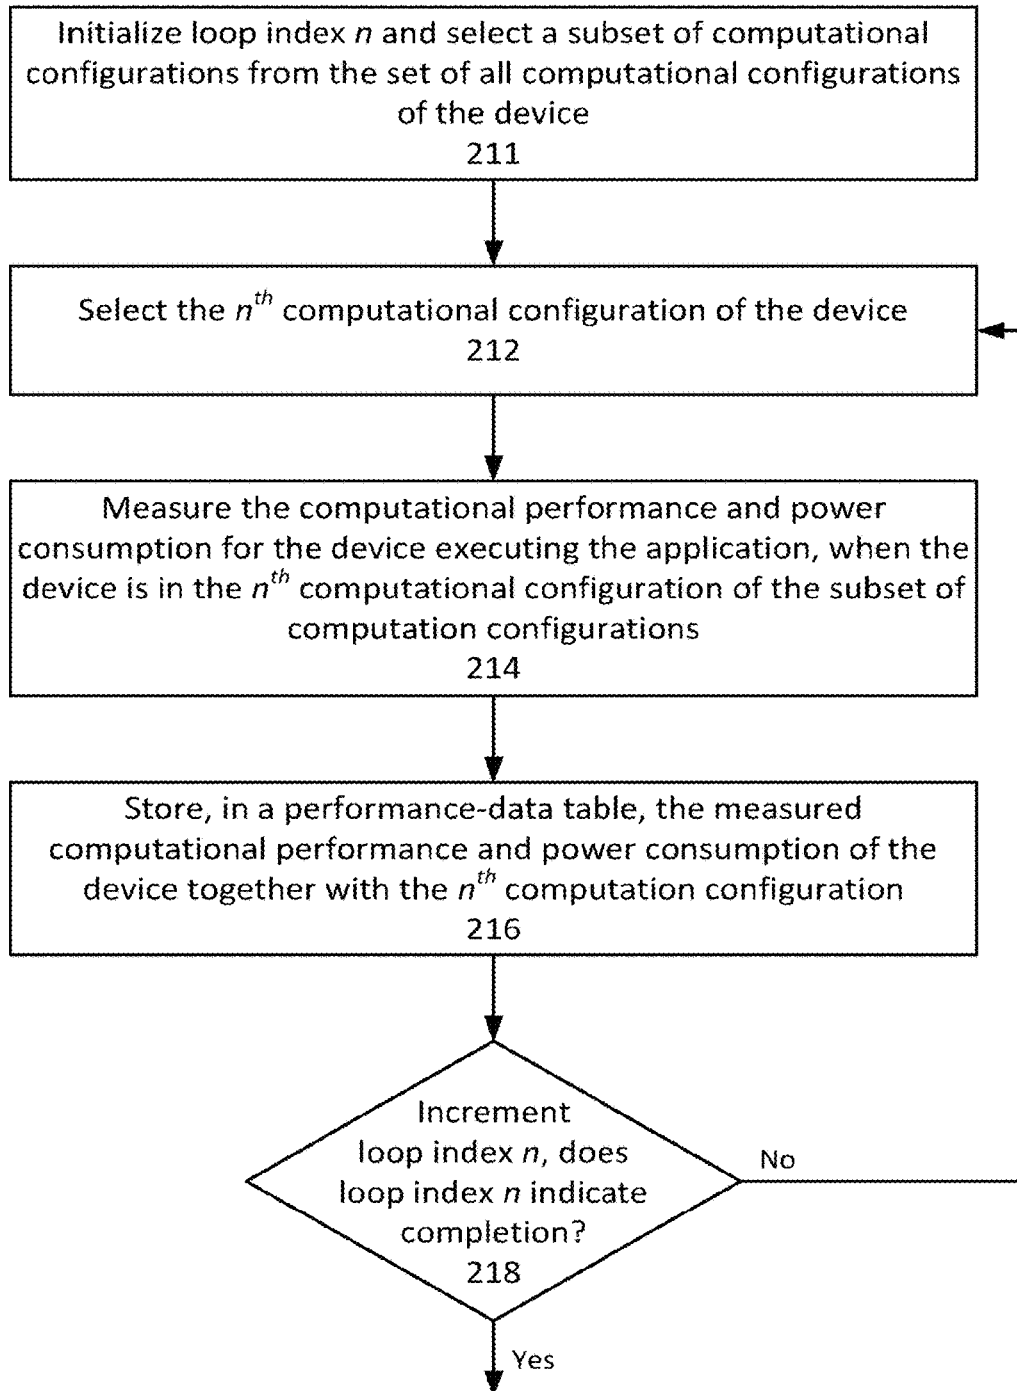 Initialize loop index n and select a subset of computational
configurations from the set of all computational configurations
of the device
211
Select the nth computational configuration of the device
212
Measure the computational performance and power
consumption for the device executing the application, when the
device is in the nth computational configuration of the subset of
computation configurations
214
Store, in a performance-data table, the measured
computational performance and power consumption of the
device together with the nth computation configuration
216
Increment
loop index n, does
loop index n indicate
completion?
218
No
Yes